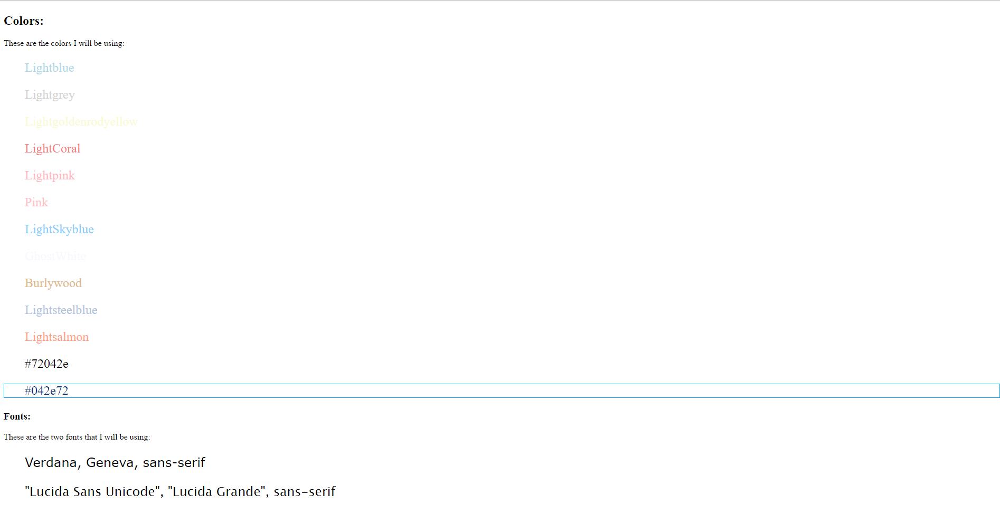 Colors:
These are the colors I will be using:
Lightblue
Lightgrey
Lightgoldenrodyellow
LightCoral
Lightpink
Pink
LightSkyblue
GhostWhite
Burlywood
Lightsteelblue
Lightsalmon
#72042e
#042e72
Fonts:
These are the two fonts that I will be using:
Verdana, Geneva, sans-serif
"Lucida Sans Unicode", "Lucida Grande", sans-serif